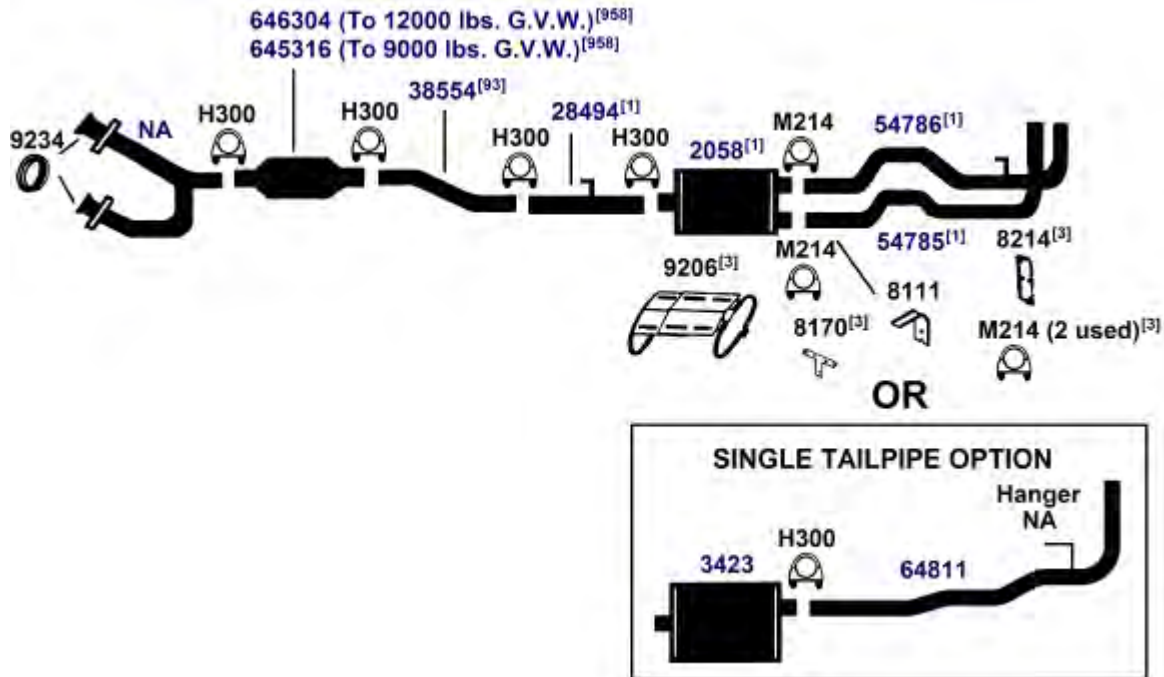 646304 (To 12000 lbs. G.V.W.)[958]
645316 (To 9000 lbs. G.V.W.)[958]
9234
NA
H300
H300
38554[93]
H300
28494[1]
H300
2058[1]
M214
54786[1]
9206[3]
M214
8170[3]
54785[1]
8111
8214[3]
M214 (2 used)[3]
OR
SINGLE TAILPIPE OPTION
Hanger
NA
3423
H300
64811